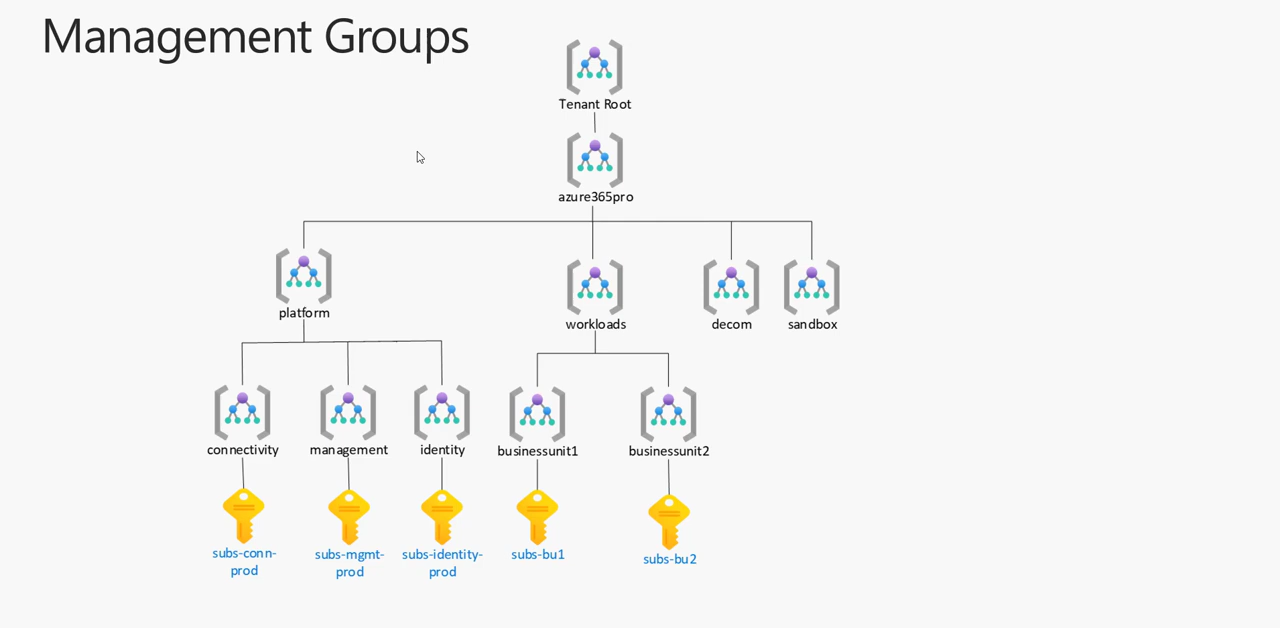 Management Groups
Tenant Root
azure365pro
platform
workloads
decom
sandbox
connectivity
management
identity
businessunit1
businessunit2
subs-conn-
prod
subs-mgmt-
prod
subs-identity-
prod
subs-bu1
subs-bu2